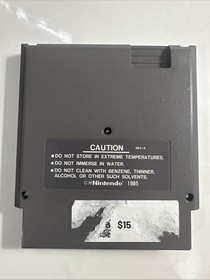 CAUTION REV-A
• DO NOT STORE IN EXTREME TEMPERATURES.
• DO NOT IMMERSE IN WATER.
• DO NOT CLEAN WITH BENZENE, THINNER,
ALCOHOL OR OTHER SUCH SOLVENTS.
Nintendo 1985
$15